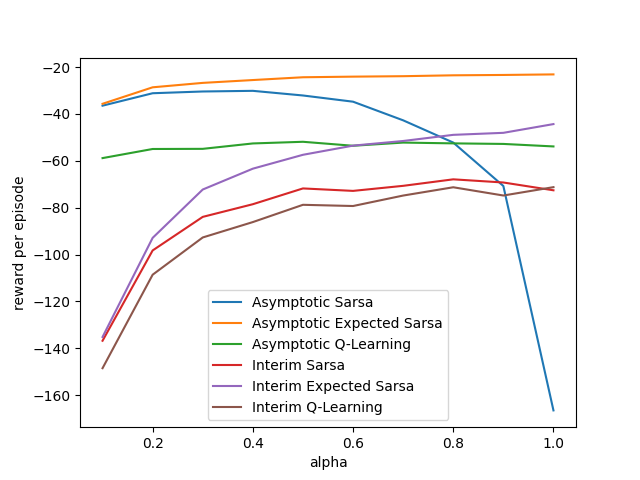 −20
−40
−60
−80
−100
−120
−140
−160
reward per episode
Asymptotic Sarsa
Asymptotic Expected Sarsa
Asymptotic Q-Learning
Interim Sarsa
Interim Expected Sarsa
Interim Q-Learning
0.2 0.4 0.6 0.8 1.0
alpha